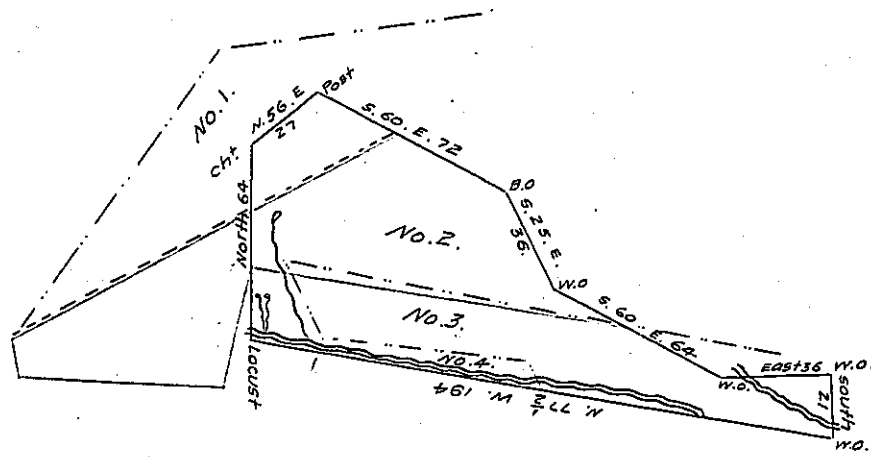 No.1.
N.56.E
27
Post
S.60.E.72
ch†
North 64
B.O
S.25.E.
36.
No.2.
W.O
S.60.E.64
No.3.
No.4.
Locust
N. 77½ W. 194
W.O.
East 36
W.O.
South
21
W.O.